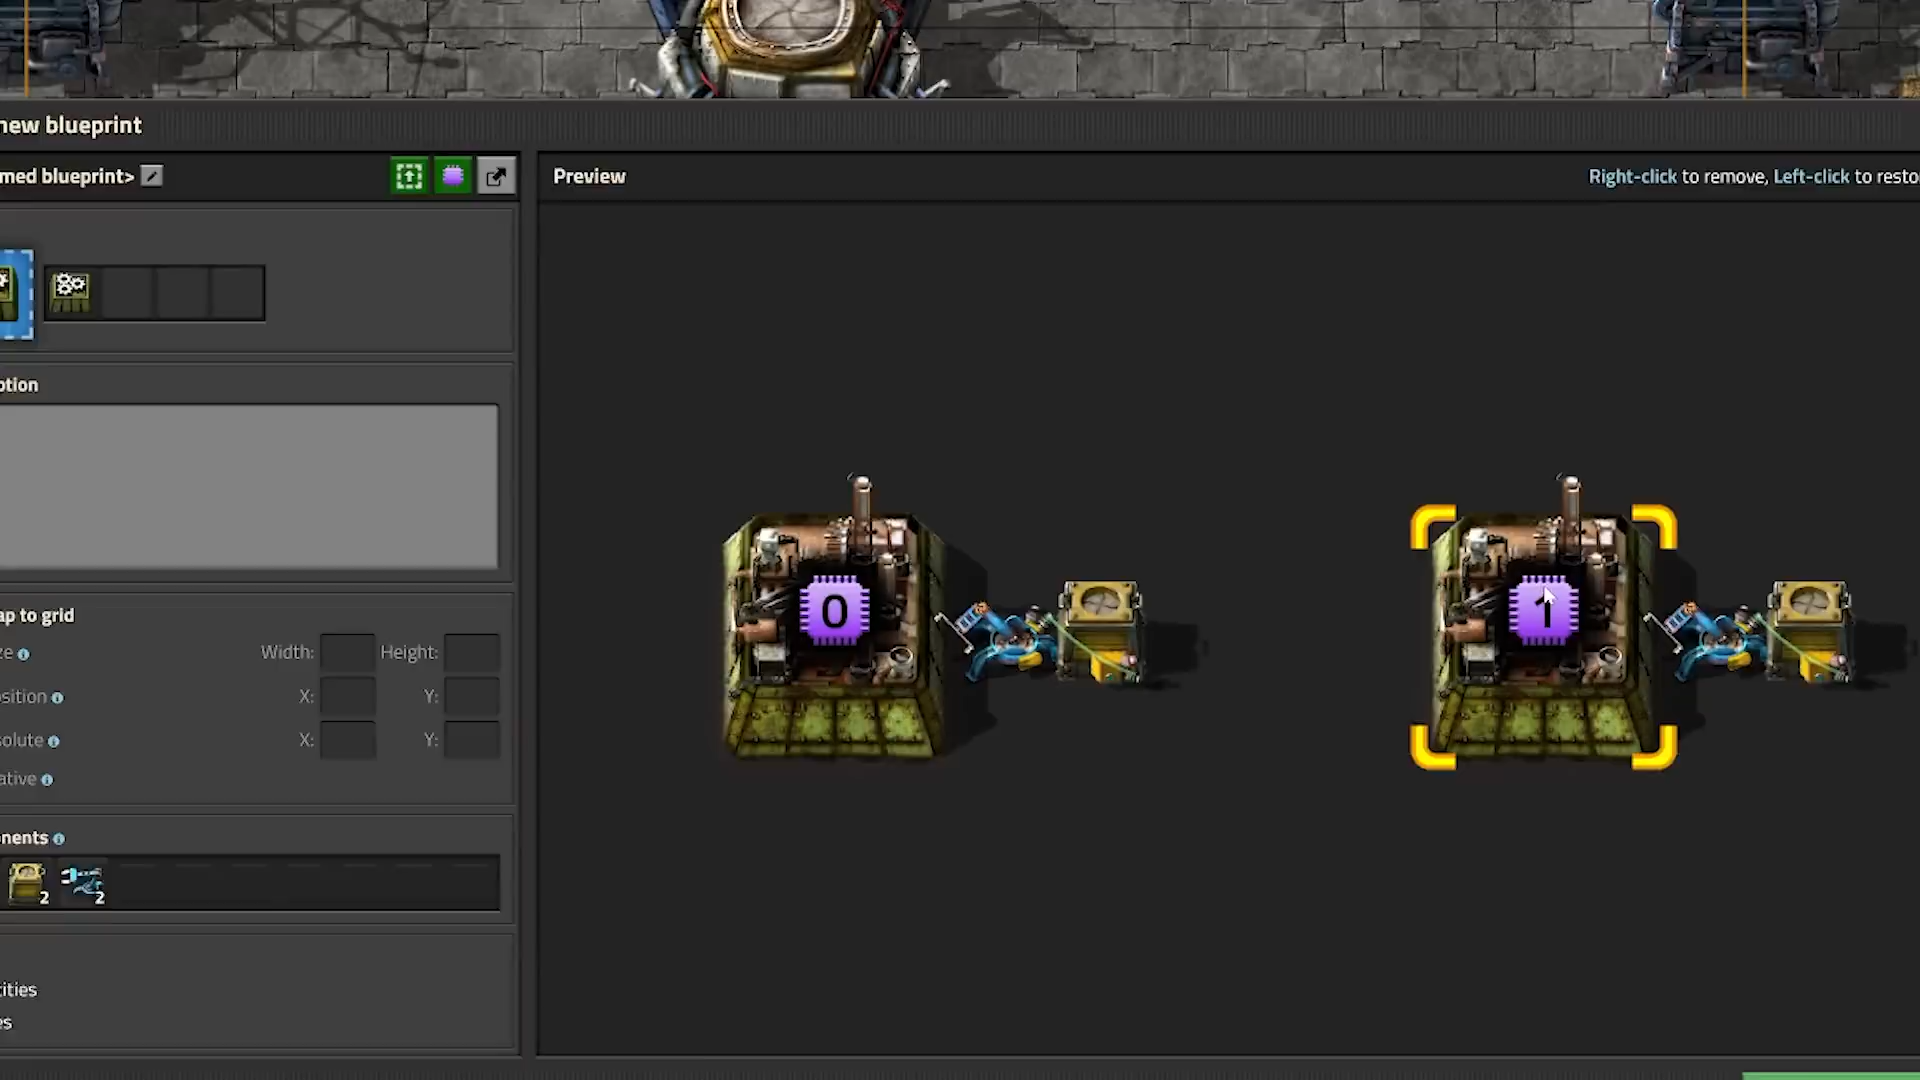 new blueprint
med blueprint>
Preview
Right-click to remove, Left-click to resto
ption
ap to grid
ze
Width:
Height:
sition
X:
Y:
solute
X:
Y:
ative
nents
2
2
ities
es
0
1